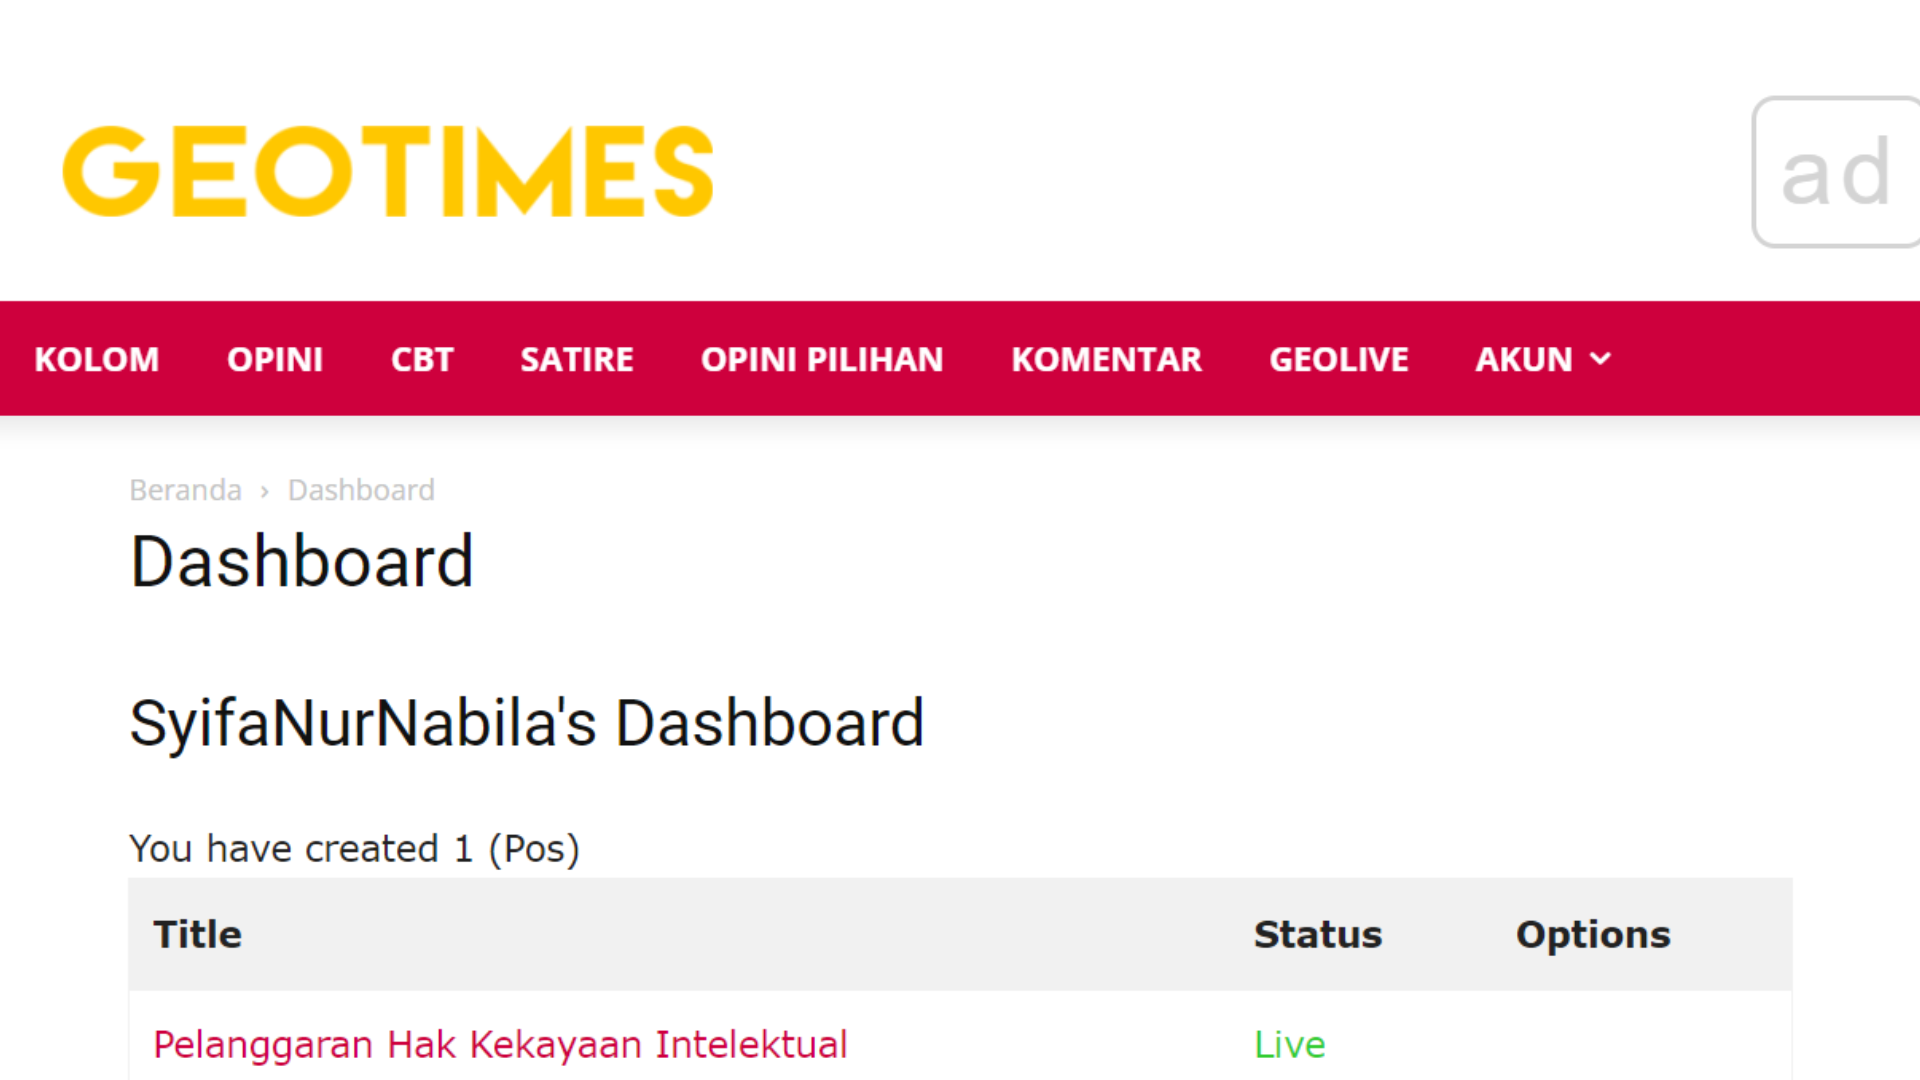 GEOTIMES
ad
KOLOM OPINI CBT SATIRE OPINI PILIHAN KOMENTAR GEOLIVE AKUN
Beranda › Dashboard
Dashboard
SyifaNurNabila's Dashboard
You have created 1 (Pos)
Title Status Options
Pelanggaran Hak Kekayaan Intelektual Live